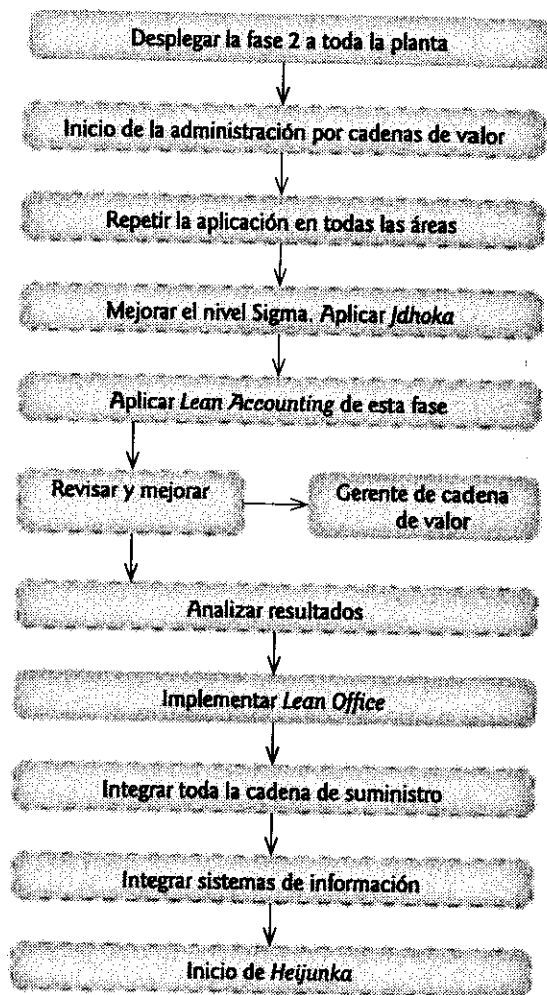 Desplegar la fase 2 a toda la planta
Inicio de la administración por cadenas de valor
Repetir la aplicación en todas las áreas
Mejorar el nivel Sigma. Aplicar Jdhoka
Aplicar Lean Accounting de esta fase
Revisar y mejorar
Gerente de cadena
de valor
Analizar resultados
Implementar Lean Office
Integrar toda la cadena de suministro
Integrar sistemas de información
Inicio de Heijunka